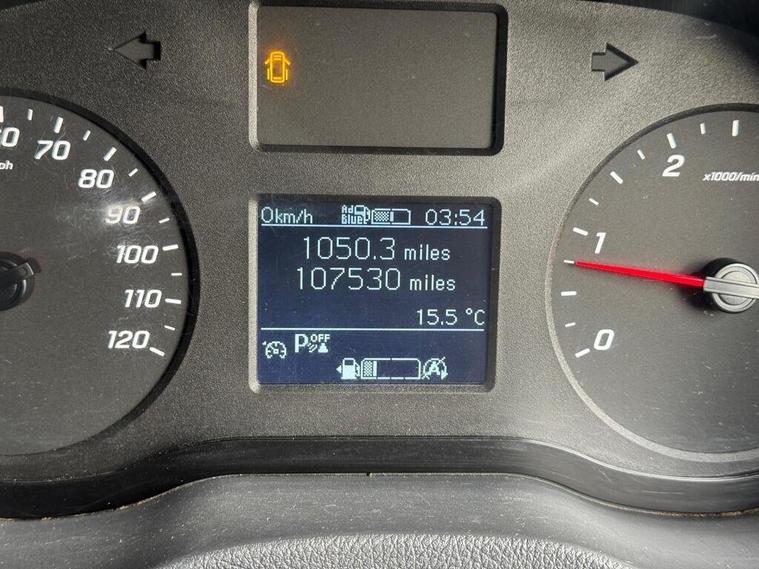 70
80
90
100
110
120
0km/h Ad Blue 03:54
1050.3 miles
107530 miles
15.5 °C
P OFF
A
2
x1000/min
1
0